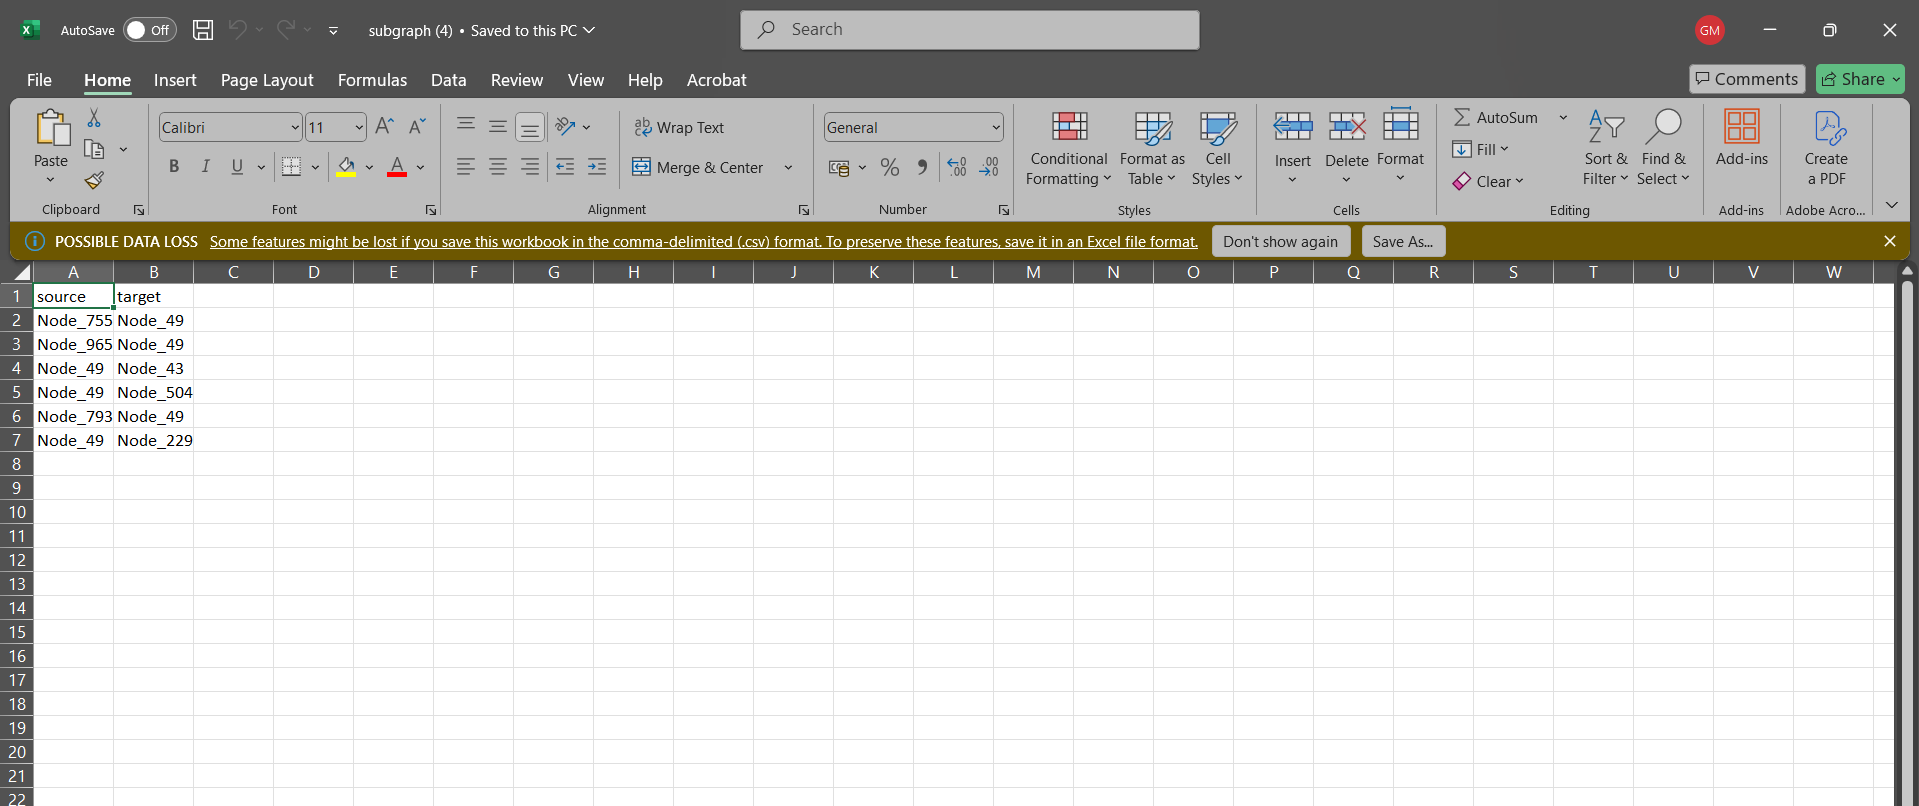 AutoSave Off subgraph (4) • Saved to this PC Search GM
File Home Insert Page Layout Formulas Data Review View Help Acrobat Comments Share
Paste
Clipboard
Calibri 11
B I U A
Font
ab Wrap Text
Merge & Center
Alignment
General
% 9 .00 .00
Number
Conditional Formatting
Format as Table
Cell Styles
Styles
Insert Delete Format
Cells
AutoSum
Fill
Clear
Sort & Filter
Find & Select
Editing
Add-ins
Add-ins
Create a PDF
Adobe Acro...
POSSIBLE DATA LOSS Some features might be lost if you save this workbook in the comma-delimited (.csv) format. To preserve these features, save it in an Excel file format. Don't show again Save As...
A B C D E F G H I J K L M N O P Q R S T U V W
1 source target
2 Node_755 Node_49
3 Node_965 Node_49
4 Node_49 Node_43
5 Node_49 Node_504
6 Node_793 Node_49
7 Node_49 Node_229
8
9
10
11
12
13
14
15
16
17
18
19
20
21
22